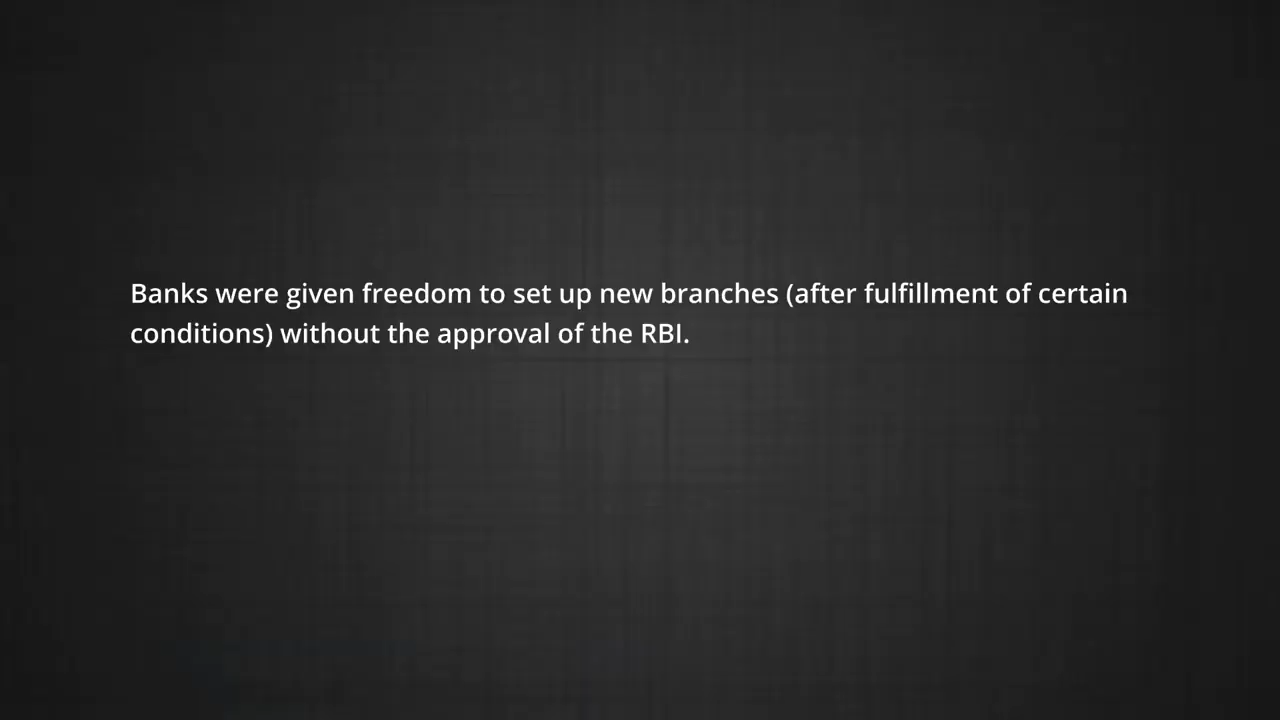 Banks were given freedom to set up new branches (after fulfillment of certain
conditions) without the approval of the RBI.